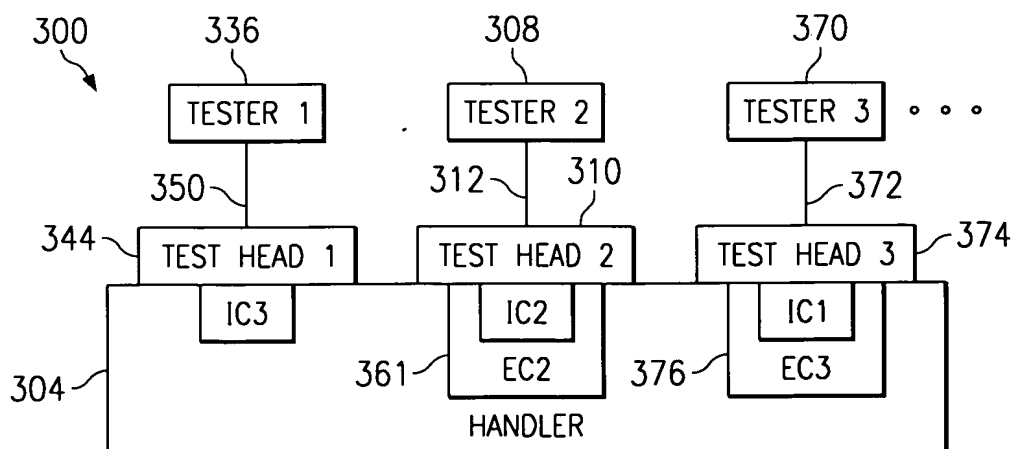 300
336
308
370
TESTER 1
TESTER 2
TESTER 3
350
312
310
372
344
TEST HEAD 1
TEST HEAD 2
TEST HEAD 3
374
IC3
IC2
IC1
304
361
EC2
376
EC3
HANDLER